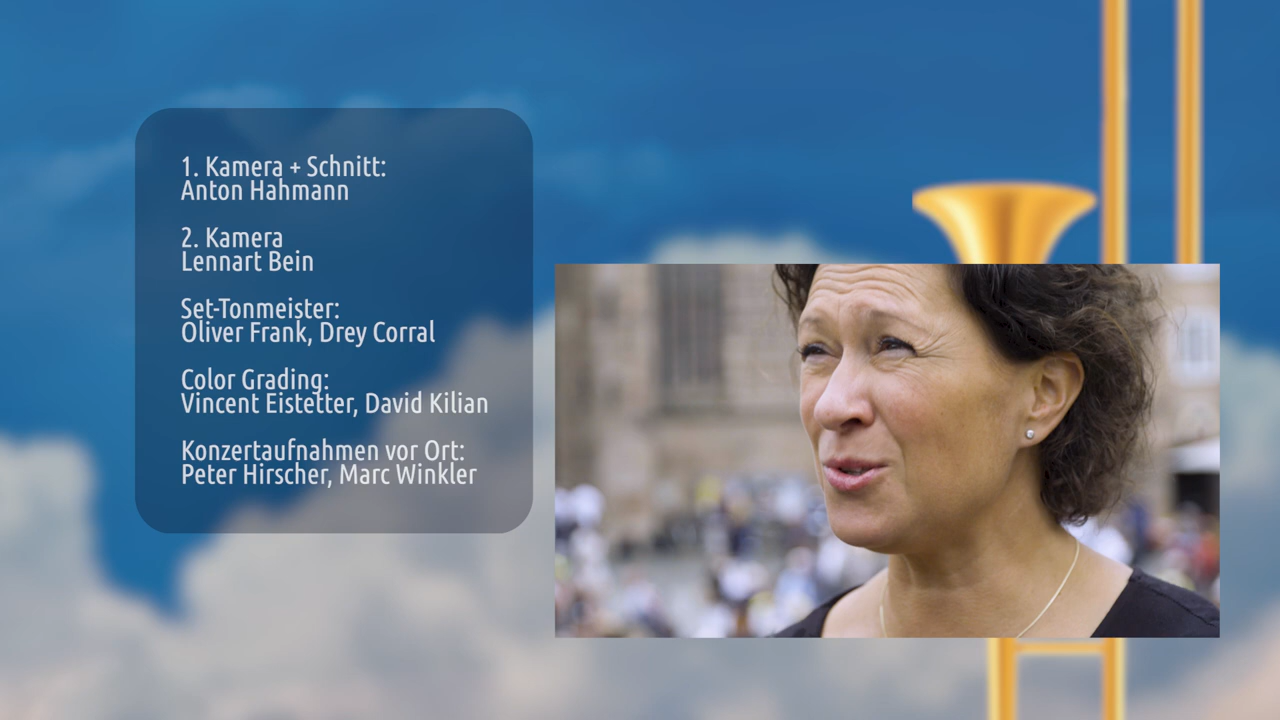 1. Kamera + Schnitt:
Anton Hahmann
2. Kamera
Lennart Bein
Set-Tonmeister:
Oliver Frank, Drey Corral
Color Grading:
Vincent Eistetter, David Kilian
Konzertaufnahmen vor Ort:
Peter Hirscher, Marc Winkler